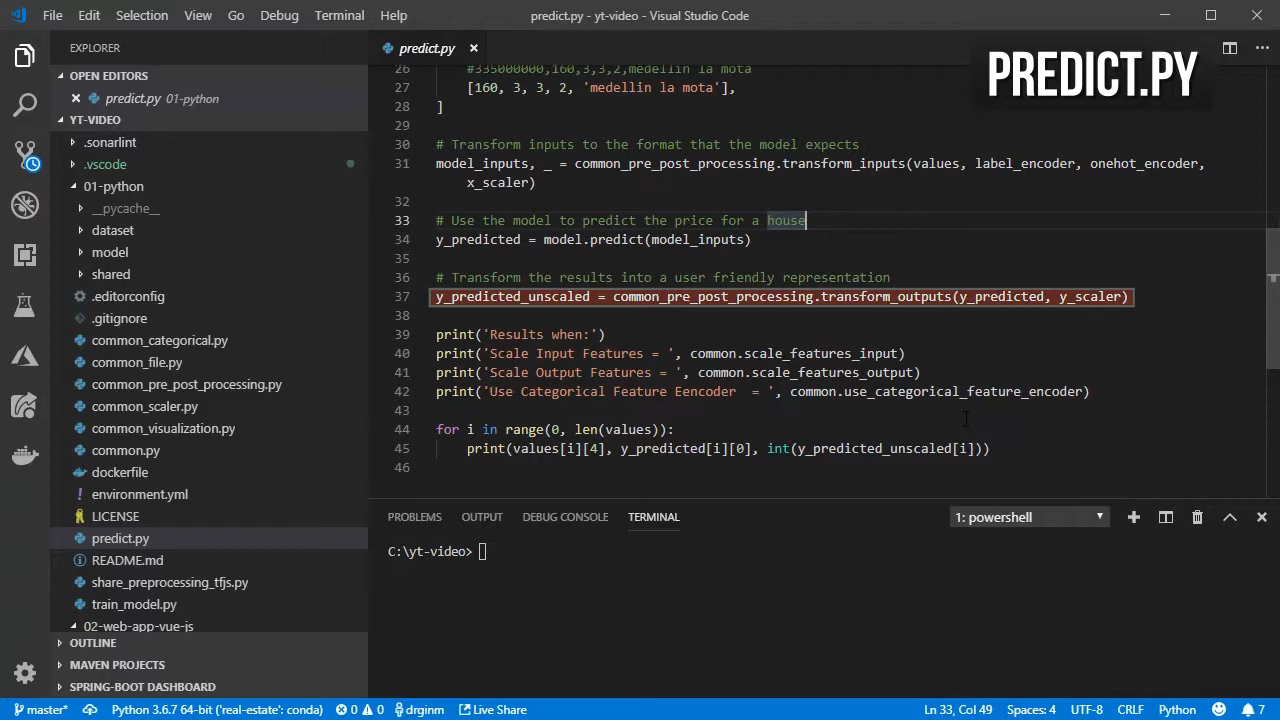 File Edit Selection View Go Debug Terminal Help
predict.py - yt-video - Visual Studio Code
EXPLORER
OPEN EDITORS
predict.py 01-python
YT-VIDEO
.sonarlint
.vscode
01-python
__pycache__
dataset
model
shared
.editorconfig
.gitignore
common_categorical.py
common_file.py
common_pre_post_processing.py
common_scaler.py
common_visualization.py
common.py
dockerfile
environment.yml
LICENSE
predict.py
README.md
share_preprocessing_tfjs.py
train_model.py
02-web-app-vue-js
OUTLINE
MAVEN PROJECTS
SPRING-BOOT DASHBOARD
predict.py
PREDICT.PY
26 #335000000,160,3,3,2,medellin la mota
27 [160, 3, 3, 2, 'medellin la mota'],
28 ]
29
30 # Transform inputs to the format that the model expects
31 model_inputs, _ = common_pre_post_processing.transform_inputs(values, label_encoder, onehot_encoder,
x_scaler)
32
33 # Use the model to predict the price for a house
34 y_predicted = model.predict(model_inputs)
35
36 # Transform the results into a user friendly representation
37 y_predicted_unscaled = common_pre_post_processing.transform_outputs(y_predicted, y_scaler)
38
39 print('Results when:')
40 print('Scale Input Features = ', common.scale_features_input)
41 print('Scale Output Features = ', common.scale_features_output)
42 print('Use Categorical Feature Eencoder  = ', common.use_categorical_feature_encoder)
43
44 for i in range(0, len(values)):
45 print(values[i][4], y_predicted[i][0], int(y_predicted_unscaled[i]))
46
PROBLEMS OUTPUT DEBUG CONSOLE TERMINAL
1: powershell
C:\yt-video>
master* Python 3.6.7 64-bit ('real-estate': conda) 0 0 drginm Live Share
Ln 33, Col 49 Spaces: 4 UTF-8 CRLF Python 7